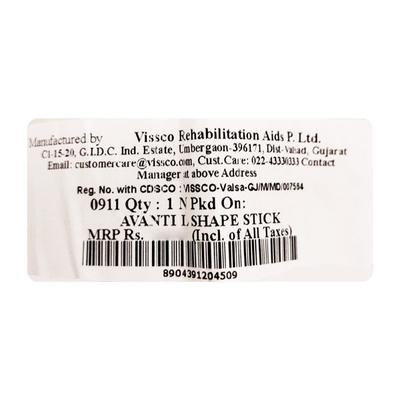 Manufactured by Vissco Rehabilitation Aids P. Ltd.
C1-15-20, G.I.D.C. Ind. Estate, Umbergaon-396171, Dist-Valsad, Gujarat
Email: customercare@vissco.com, Cust.Care: 022-43330333 Contact
Manager at above Address
Reg. No. with CDSCO : VISSCO-Valsa-GJ/M/MD/007554
0911 Qty : 1 N Pkd On:
AVANTI L SHAPE STICK
MRP Rs. (Incl. of All Taxes)
8904391204509